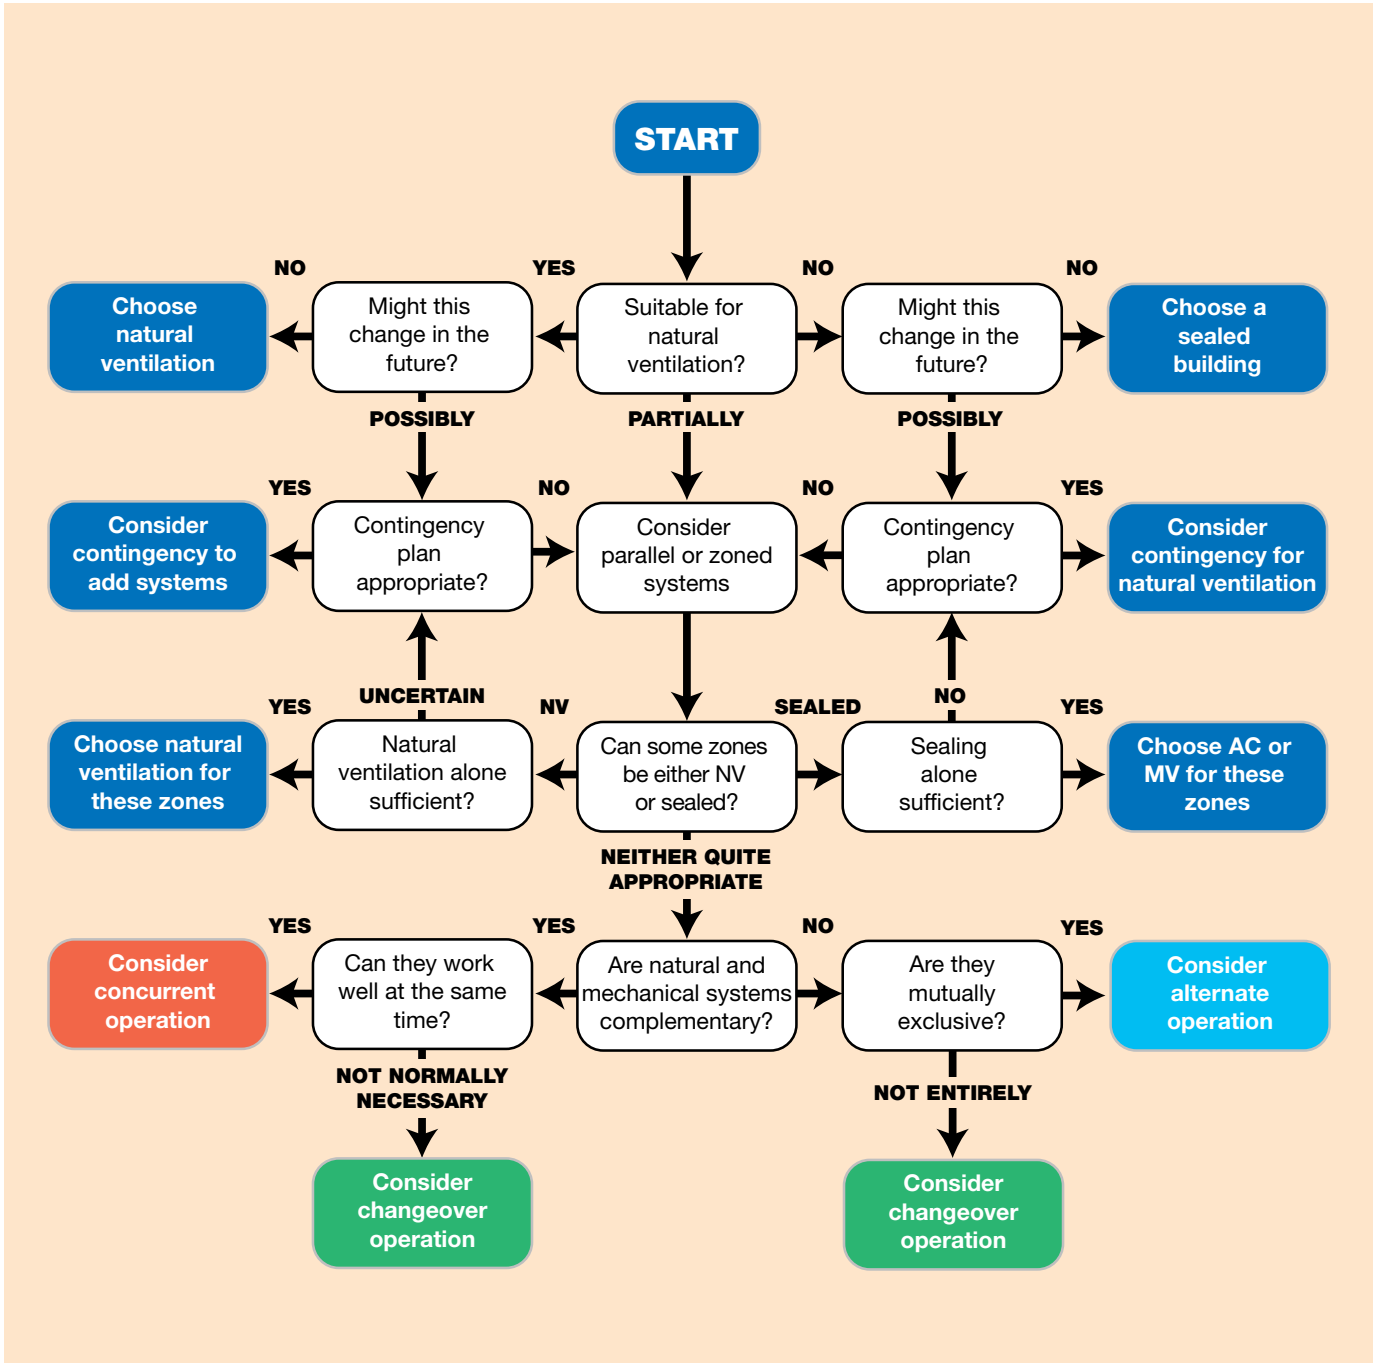 START
NO
YES
NO
NO
Choose
natural
ventilation
Might this
change in the
future?
Suitable for
natural
ventilation?
Might this
change in the
future?
Choose a
sealed
building
POSSIBLY
PARTIALLY
POSSIBLY
YES
NO
NO
YES
Consider
contingency to
add systems
Contingency
plan
appropriate?
Consider
parallel or zoned
systems
Contingency
plan
appropriate?
Consider
contingency for
natural ventilation
UNCERTAIN
NO
YES
NV
SEALED
YES
Choose natural
ventilation for
these zones
Natural
ventilation alone
sufficient?
Can some zones
be either NV
or sealed?
Sealing
alone
sufficient?
Choose AC or
MV for these
zones
NEITHER QUITE
APPROPRIATE
YES
YES
NO
YES
Consider
concurrent
operation
Can they work
well at the same
time?
Are natural and
mechanical systems
complementary?
Are they
mutually
exclusive?
Consider
alternate
operation
NOT NORMALLY
NECESSARY
NOT ENTIRELY
Consider
changeover
operation
Consider
changeover
operation